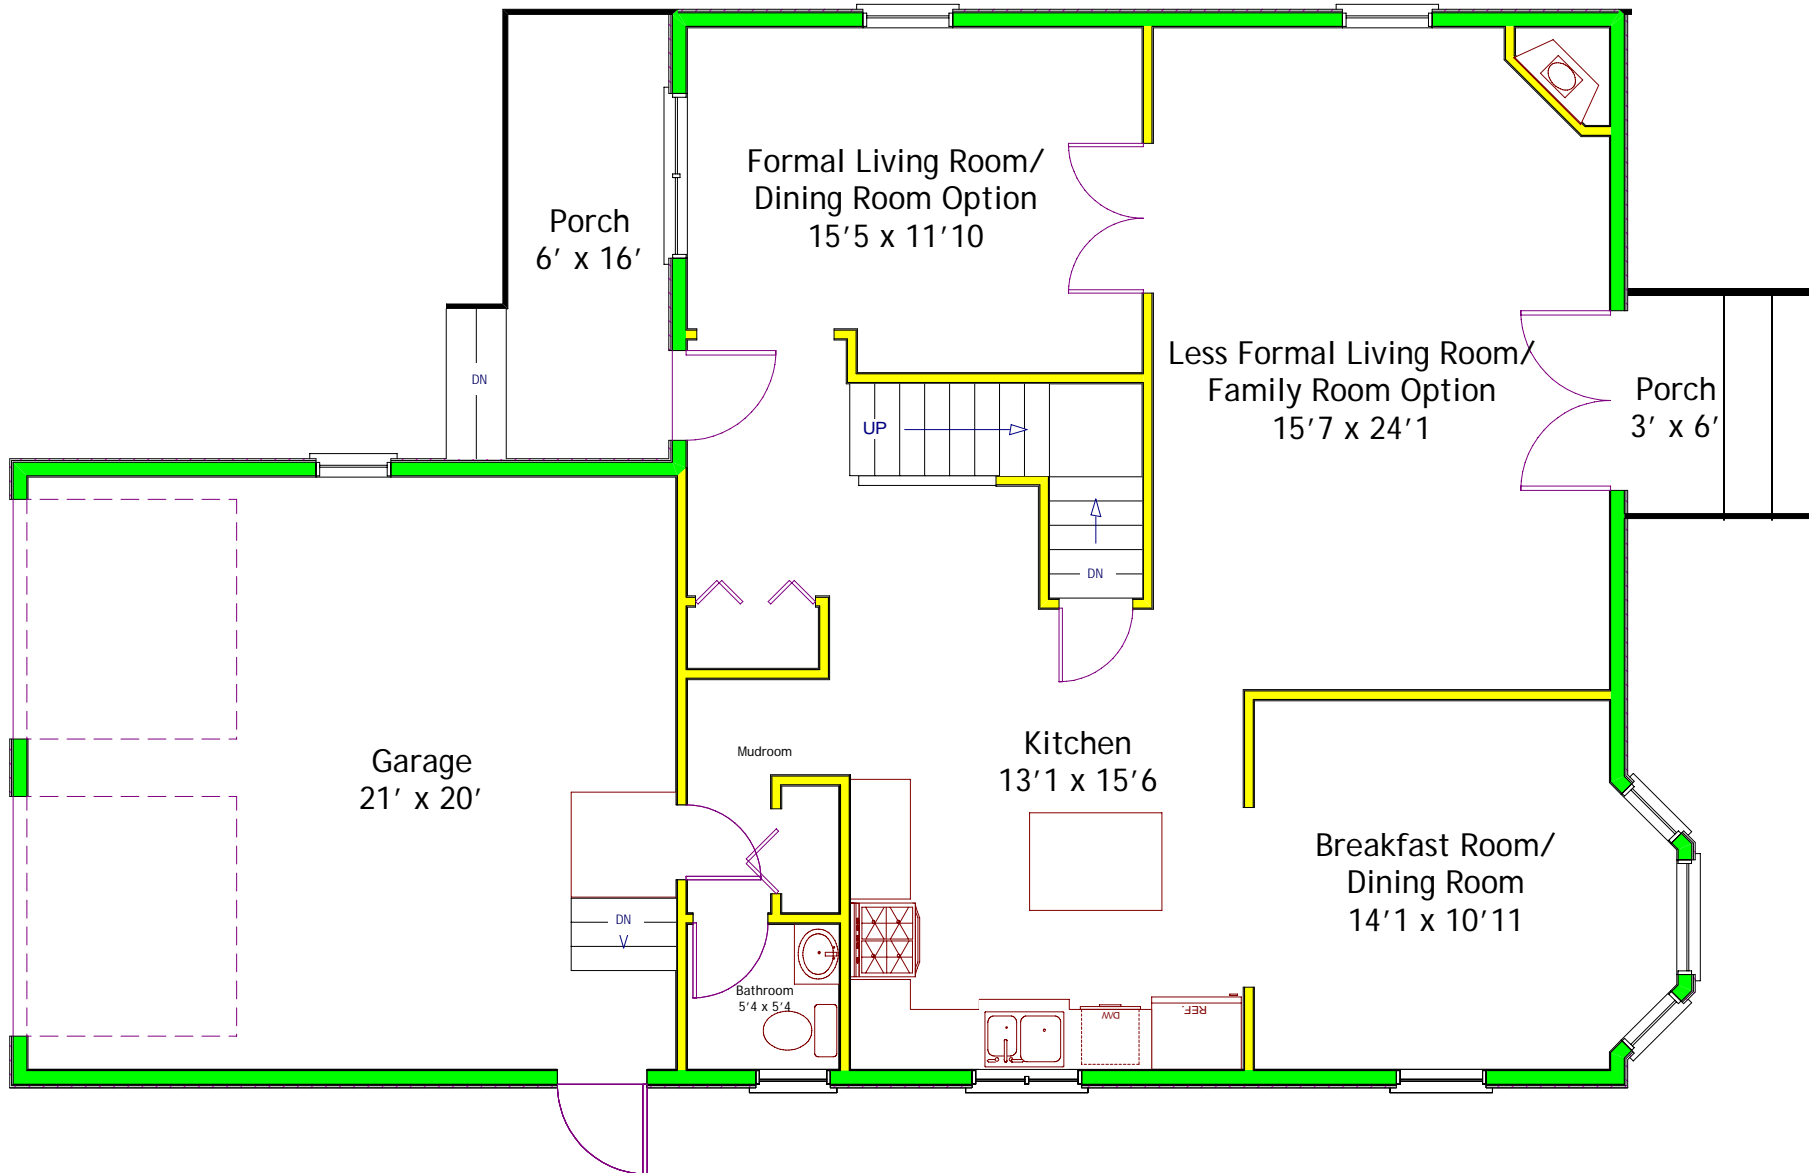 Formal Living Room/
Dining Room Option
15'5 x 11'10
Porch
6' x 16'
Less Formal Living Room/
Family Room Option
15'7 x 24'1
Porch
3' x 6'
DN
UP
DN
Mudroom
Kitchen
13'1 x 15'6
Garage
21' x 20'
Breakfast Room/
Dining Room
14'1 x 10'11
DN
Bathroom
5'4 x 5'4
DW
REF.